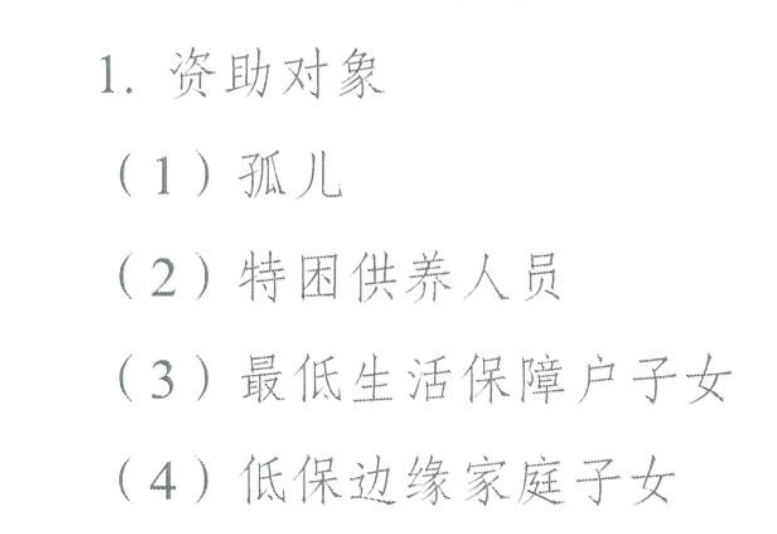 1. 资助对象
（1）孤儿
（2）特困供养人员
（3）最低生活保障户子女
（4）低保边缘家庭子女